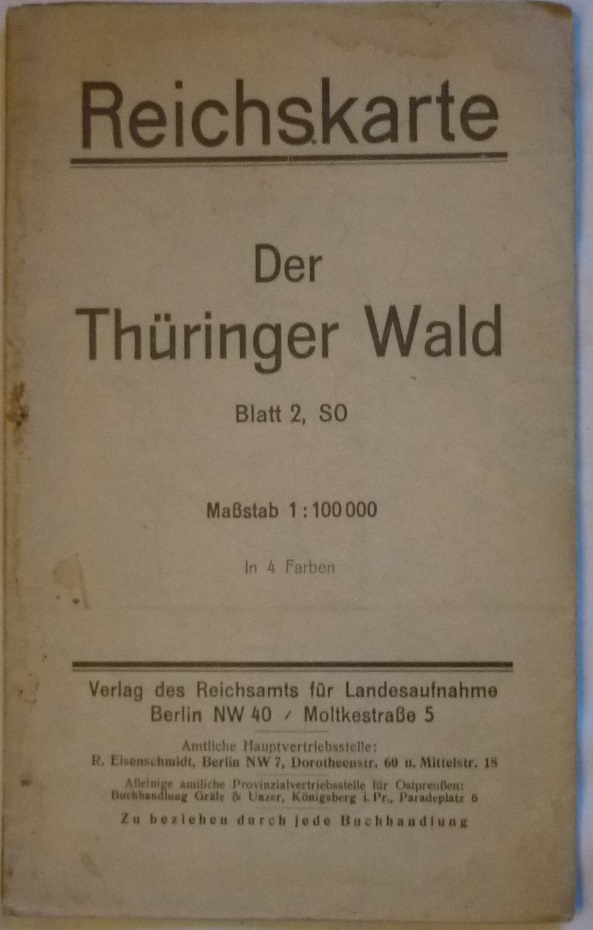 Reichskarte
Der
Thüringer Wald
Blatt 2, SO
Maßstab 1:100000
In 4 Farben
Verlag des Reichsamts für Landesaufnahme
Berlin NW 40 / Moltkestraße 5
Amtliche Hauptvertriebsstelle:
R. Eisenschmidt, Berlin NW 7, Dorotheenstr. 60 u. Mittelstr. 18
Alleinige amtliche Provinzialvertriebsstelle für Ostpreußen:
Buchhandlung Gräfe & Unzer, Königsberg i. Pr., Paradeplatz 6
Zu beziehen durch jede Buchhandlung